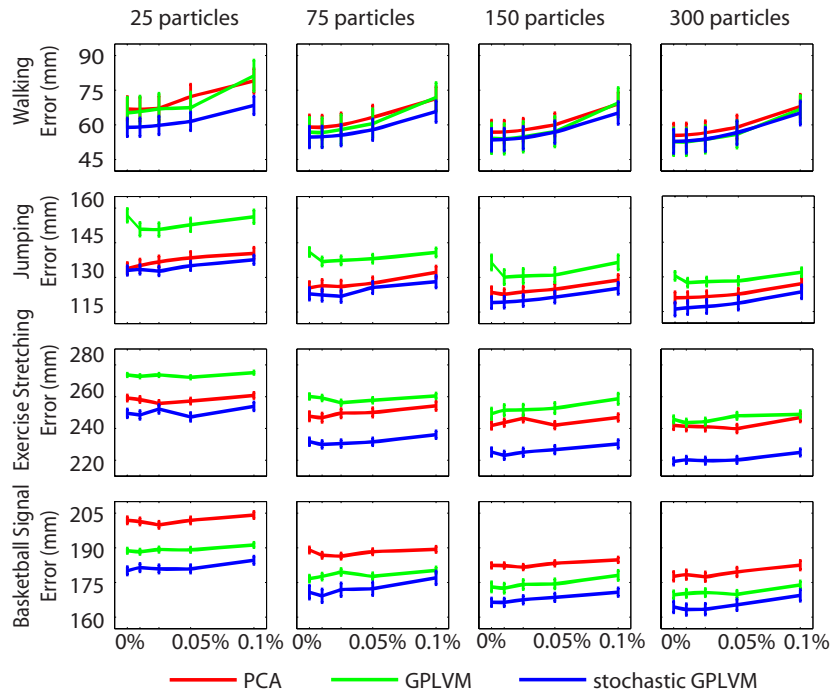 25 particles 75 particles 150 particles 300 particles
Walking
Error (mm)
90
75
60
45
Jumping
Error (mm)
160
145
130
115
Exercise Stretching
Error (mm)
280
260
240
220
Basketball Signal
Error (mm)
205
190
175
160
0% 0.05% 0.1% 0% 0.05% 0.1% 0% 0.05% 0.1% 0% 0.05% 0.1%
PCA GPLVM stochastic GPLVM